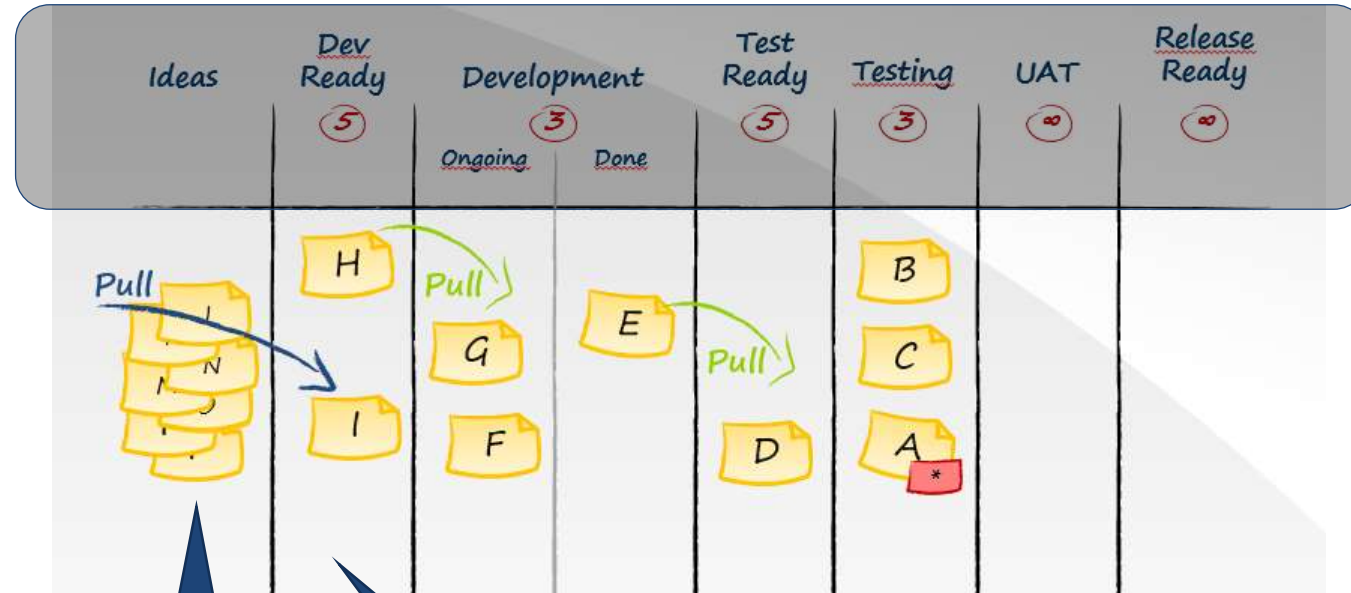 Ideas
Dev
Ready
Development
Test
Ready
Testing
UAT
Release
Ready
5
3
5
3
∞
∞
Ongoing
Done
Pull
H
Pull
G
F
E
Pull
D
B
C
A
*
I
N